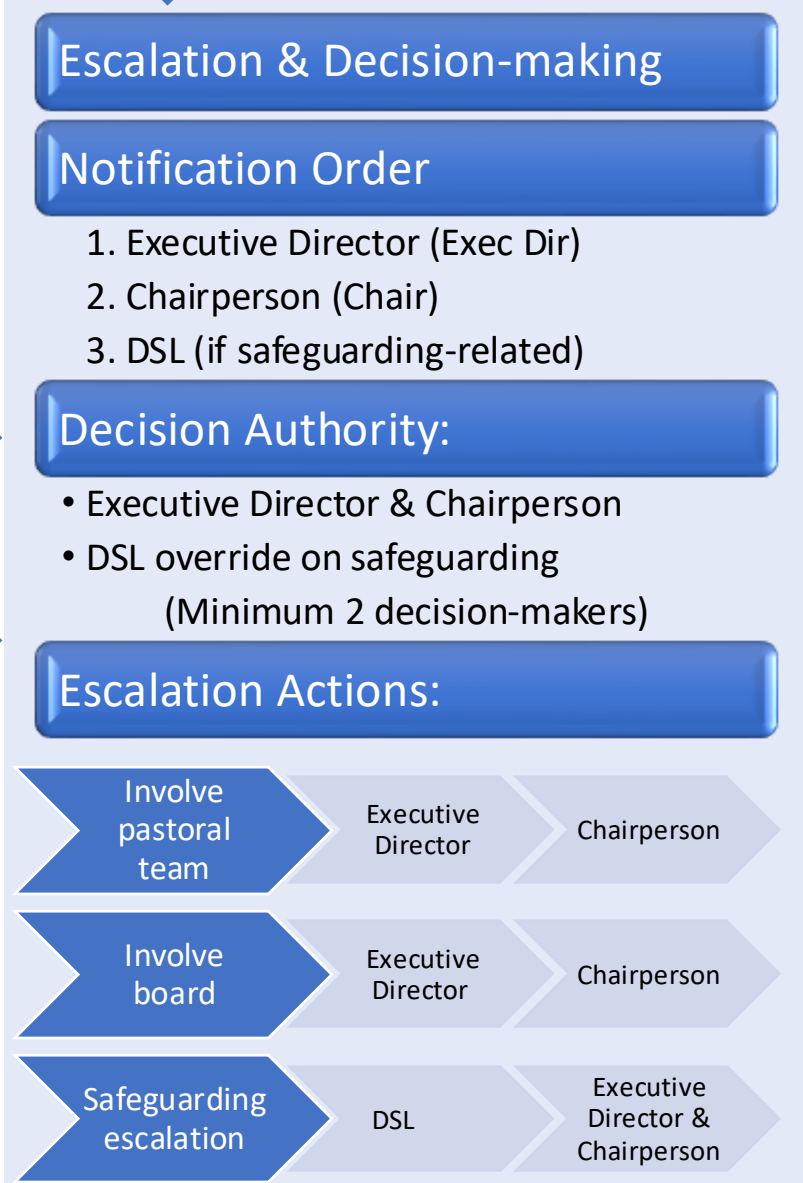 Escalation & Decision-making
Notification Order
1. Executive Director (Exec Dir)
2. Chairperson (Chair)
3. DSL (if safeguarding-related)
Decision Authority:
• Executive Director & Chairperson
• DSL override on safeguarding
(Minimum 2 decision-makers)
Escalation Actions:
Involve
pastoral
team
Executive
Director
Chairperson
Involve
board
Executive
Director
Chairperson
Safeguarding
escalation
DSL
Executive
Director &
Chairperson